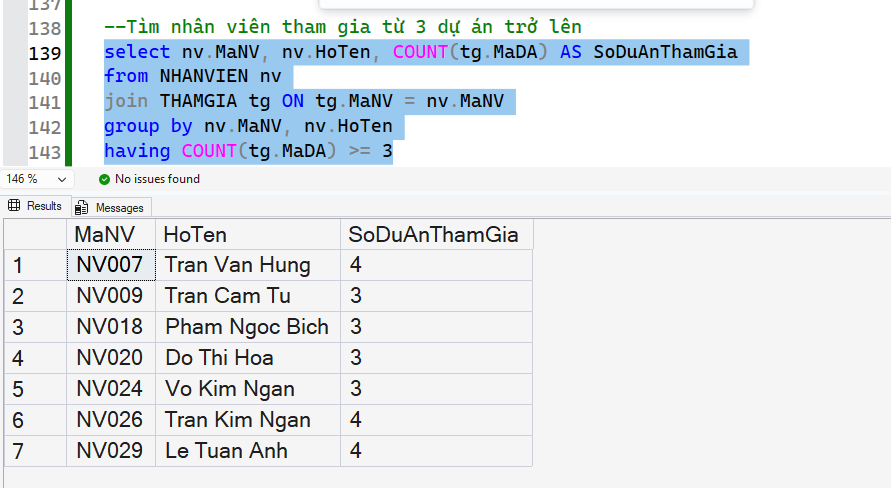 137
138 --Tìm nhân viên tham gia từ 3 dự án trở lên
139 select nv.MaNV, nv.HoTen, COUNT(tg.MaDA) AS SoDuAnThamGia
140 from NHANVIEN nv
141 join THAMGIA tg ON tg.MaNV = nv.MaNV
142 group by nv.MaNV, nv.HoTen
143 having COUNT(tg.MaDA) >= 3
146 % No issues found
Results Messages
MaNV HoTen SoDuAnThamGia
1 NV007 Tran Van Hung 4
2 NV009 Tran Cam Tu 3
3 NV018 Pham Ngoc Bich 3
4 NV020 Do Thi Hoa 3
5 NV024 Vo Kim Ngan 3
6 NV026 Tran Kim Ngan 4
7 NV029 Le Tuan Anh 4